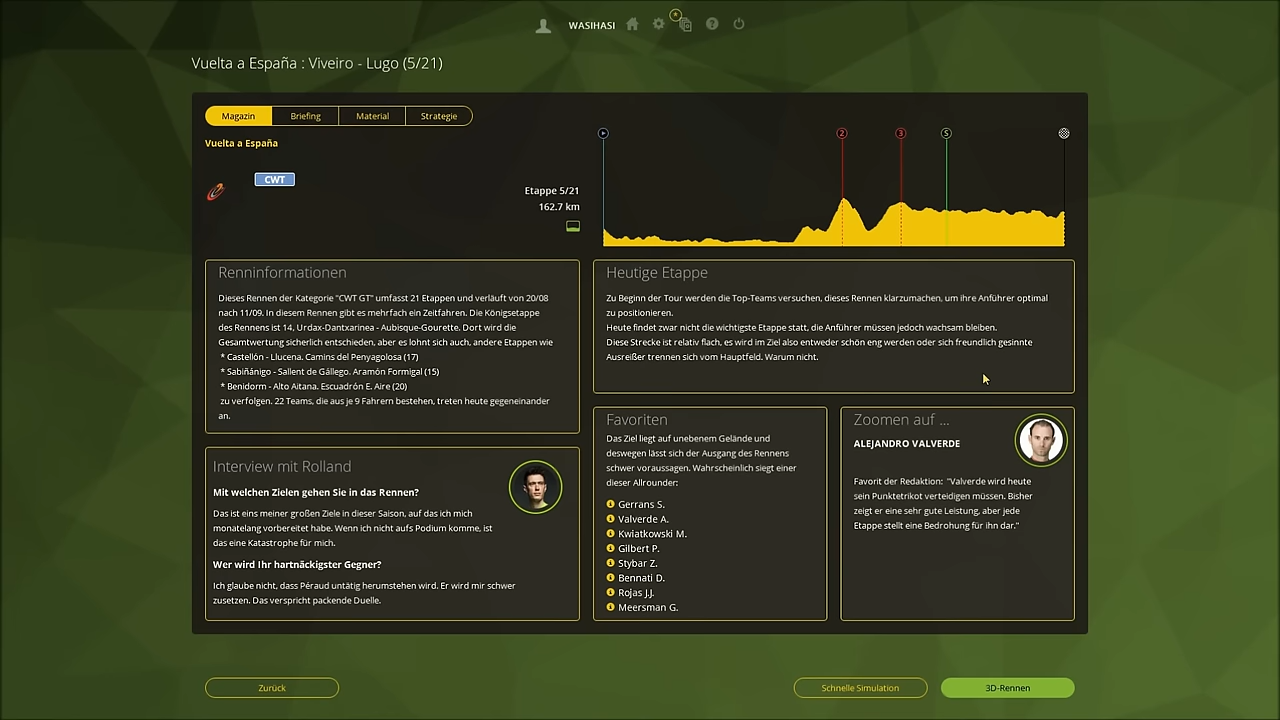 WASIHASI
Vuelta a España : Viveiro - Lugo (5/21)
Magazin
Briefing
Material
Strategie
Vuelta a España
CWT
Etappe 5/21
162.7 km
2
3
S
Renninformationen
Dieses Rennen der Kategorie "CWT GT" umfasst 21 Etappen und verläuft von 20/08
nach 11/09. In diesem Rennen gibt es mehrfach ein Zeitfahren. Die Königsetappe
des Rennens ist 14, Urdax-Dantxarinea - Aubisque-Gourette. Dort wird die
Gesamtwertung sicherlich entschieden, aber es lohnt sich auch, andere Etappen wie
* Castellón - Llucena. Camins del Penyagolosa (17)
* Sabiñánigo - Sallent de Gállego. Aramón Formigal (15)
* Benidorm - Alto Aitana. Escuadrón E. Aire (20)
zu verfolgen. 22 Teams, die aus je 9 Fahrern bestehen, treten heute gegeneinander
an.
Heutige Etappe
Zu Beginn der Tour werden die Top-Teams versuchen, dieses Rennen klarzumachen, um ihre Anführer optimal
zu positionieren.
Heute findet zwar nicht die wichtigste Etappe statt, die Anführer müssen jedoch wachsam bleiben.
Diese Strecke ist relativ flach, es wird im Ziel also entweder schön eng werden oder sich freundlich gesinnte
Ausreißer trennen sich vom Hauptfeld. Warum nicht.
Interview mit Rolland
Mit welchen Zielen gehen Sie in das Rennen?
Das ist eins meiner großen Ziele in dieser Saison, auf das ich mich
monatelang vorbereitet habe. Wenn ich nicht aufs Podium komme, ist
das eine Katastrophe für mich.
Wer wird Ihr hartnäckigster Gegner?
Ich glaube nicht, dass Péraud untätig herumstehen wird. Er wird mir schwer
zusetzen. Das verspricht packende Duelle.
Favoriten
Das Ziel liegt auf unebenem Gelände und
deswegen lässt sich der Ausgang des Rennens
schwer voraussagen. Wahrscheinlich siegt einer
dieser Allrounder:
Gerrans S.
Valverde A.
Kwiatkowski M.
Gilbert P.
Stybar Z.
Bennati D.
Rojas J.J.
Meersman G.
Zoomen auf ...
ALEJANDRO VALVERDE
Favorit der Redaktion: "Valverde wird heute
sein Punktetrikot verteidigen müssen. Bisher
zeigt er eine sehr gute Leistung, aber jede
Etappe stellt eine Bedrohung für ihn dar."
Zurück
Schnelle Simulation
3D-Rennen